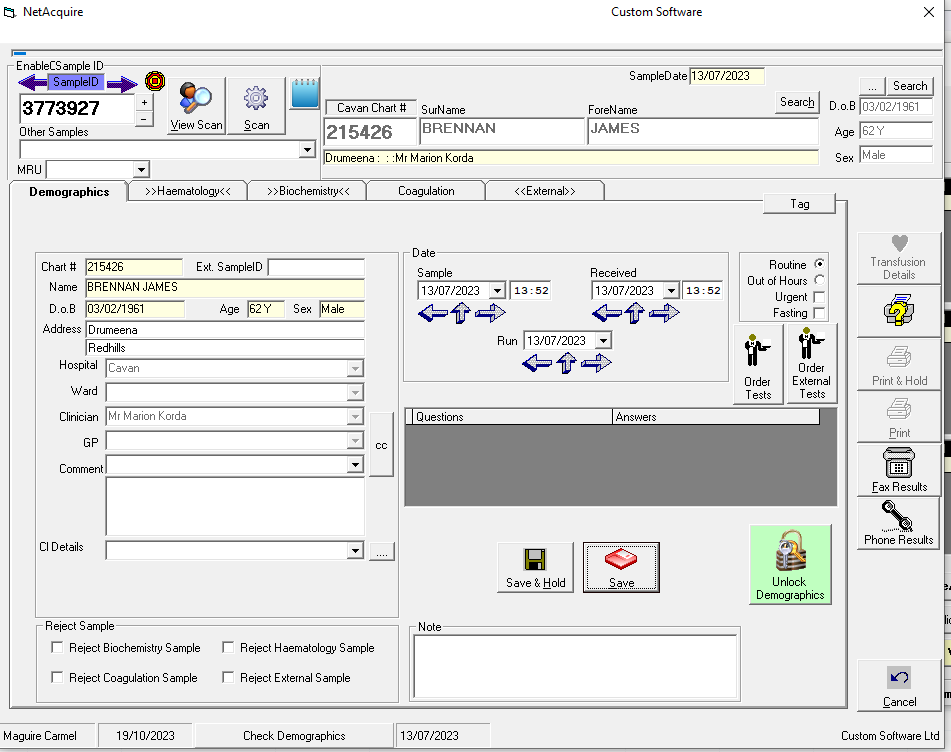 NetAcquire
Custom Software
EnableCSample ID
SampleID
3773927
+
-
Other Samples
MRU
View Scan
Scan
SampleDate 13/07/2023
Cavan Chart #
SurName
ForeName
Search
215426
BRENNAN
JAMES
Drumeena : : :Mr Marion Korda
... Search
D.o.B 03/02/1961
Age 62 Y
Sex Male
Demographics
>>Haematology<<
>>Biochemistry<<
Coagulation
<<External>>
Tag
Chart # 215426 Ext. SampleID
Name BRENNAN JAMES
D.o.B 03/02/1961 Age 62 Y Sex Male
Address Drumeena
Redhills
Hospital Cavan
Ward
Clinician Mr Marion Korda
GP
cc
Comment
Cl Details
....
Date
Sample
13/07/2023 13:52
Received
13/07/2023 13:52
Run 13/07/2023
Routine
Out of Hours
Urgent
Fasting
Order Tests
Order External Tests
Questions Answers
Save & Hold
Save
Unlock Demographics
Reject Sample
Reject Biochemistry Sample Reject Haematology Sample
Reject Coagulation Sample Reject External Sample
Note
Transfusion Details
Print & Hold
Print
Fax Results
Phone Results
Cancel
Maguire Carmel 19/10/2023 Check Demographics 13/07/2023 Custom Software Ltd